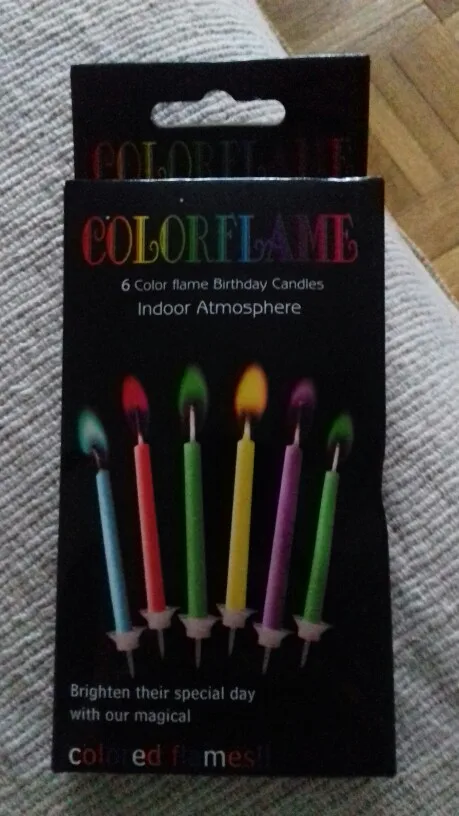 COLORFLAME
COLORFLAME
6 Color flame Birthday Candles
Indoor Atmosphere
Brighten their special day
with our magical
colored flames!